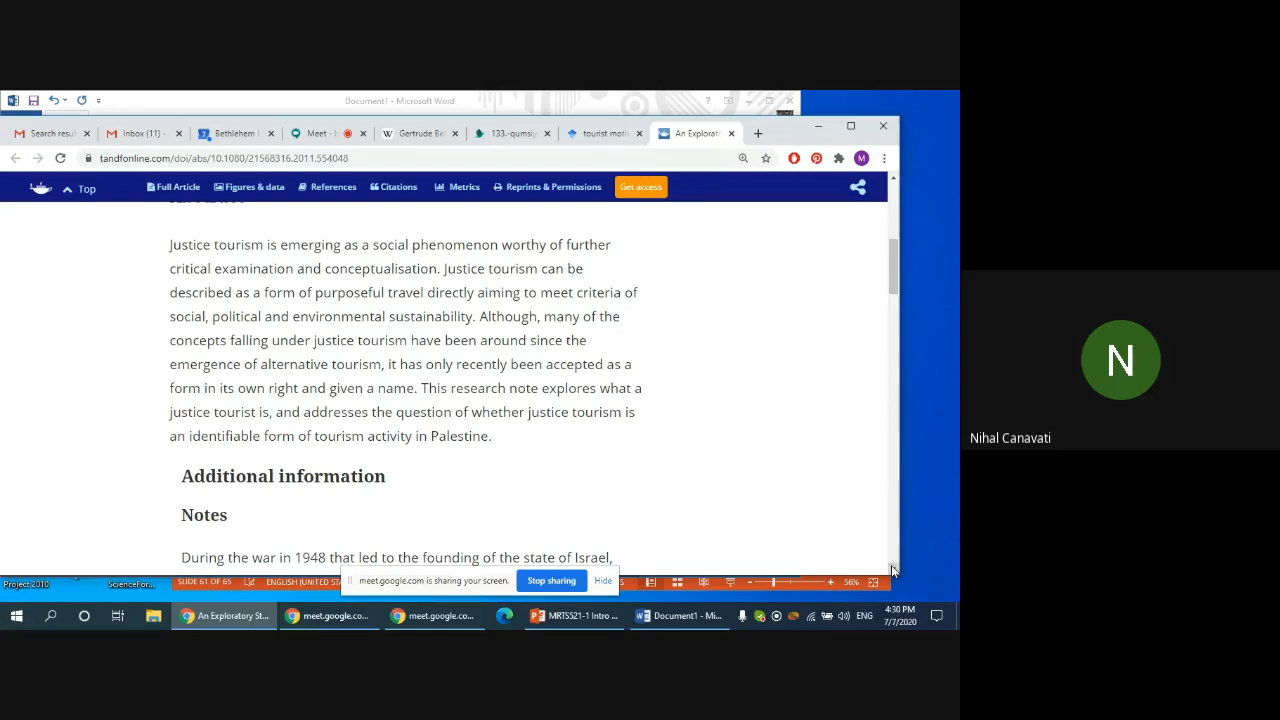 Document1 - Microsoft Word
Search resu
Inbox (11) -
Bethlehem
Meet -
Gertrude Be
133.-qumsiy
tourist moti
An Explorat
tandfonline.com/doi/abs/10.1080/21568316.2011.554048
M
Top
Full Article
Figures & data
References
Citations
Metrics
Reprints & Permissions
Get access
Justice tourism is emerging as a social phenomenon worthy of further
critical examination and conceptualisation. Justice tourism can be
described as a form of purposeful travel directly aiming to meet criteria of
social, political and environmental sustainability. Although, many of the
concepts falling under justice tourism have been around since the
emergence of alternative tourism, it has only recently been accepted as a
form in its own right and given a name. This research note explores what a
justice tourist is, and addresses the question of whether justice tourism is
an identifiable form of tourism activity in Palestine.
Additional information
Notes
During the war in 1948 that led to the founding of the state of Israel,
meet.google.com is sharing your screen.
Stop sharing
Hide
Project 2010
ScienceFor...
SLIDE 61 OF 65
ENGLISH (UNITED STA
56%
An Exploratory St...
meet.google.co...
meet.google.co...
MRTS521-1 Intro ...
Document1 - Mi...
ENG
4:30 PM
7/7/2020
N
Nihal Canavati